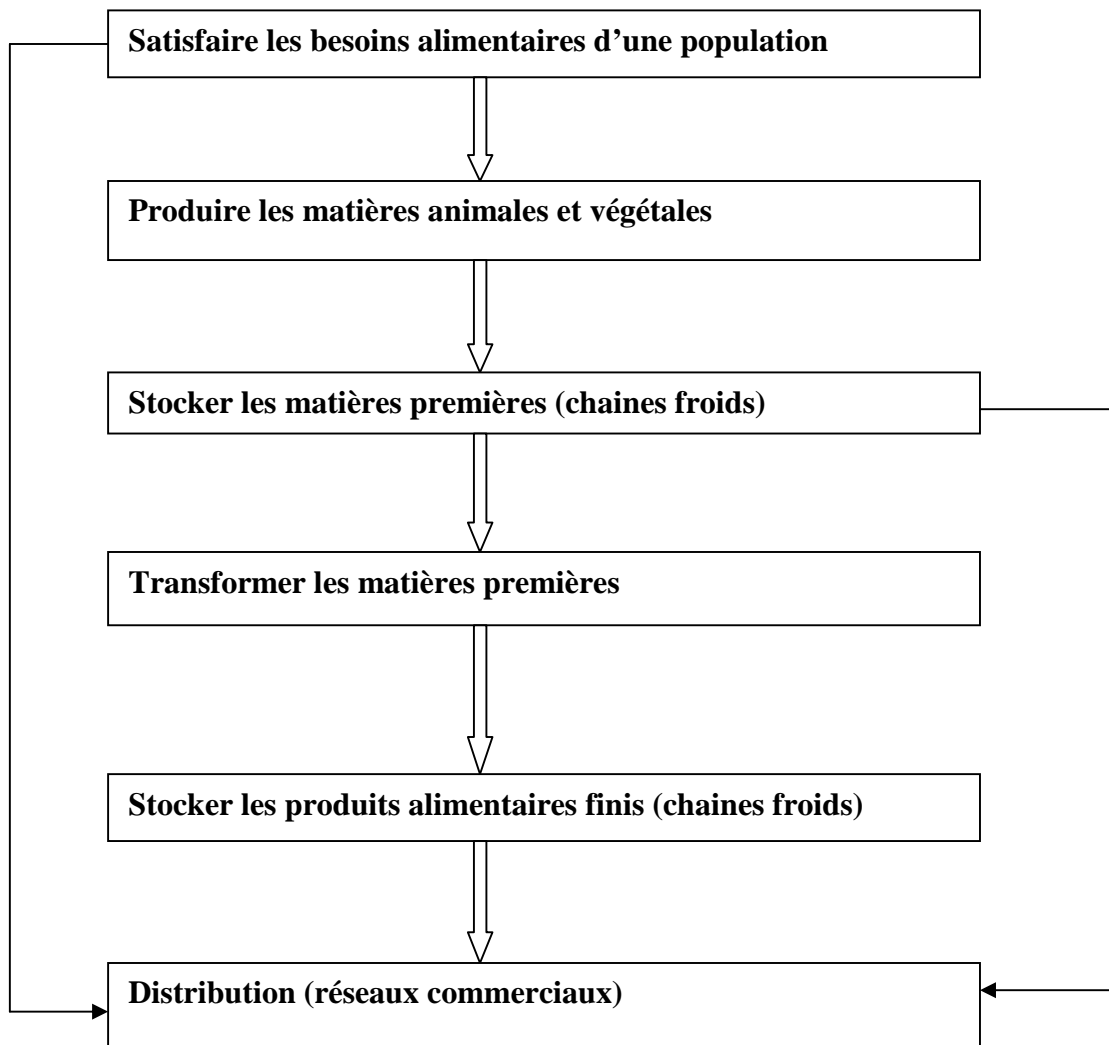 Satisfaire les besoins alimentaires d’une population
Produire les matières animales et végétales
Stocker les matières premières (chaines froids)
Transformer les matières premières
Stocker les produits alimentaires finis (chaines froids)
Distribution (réseaux commerciaux)